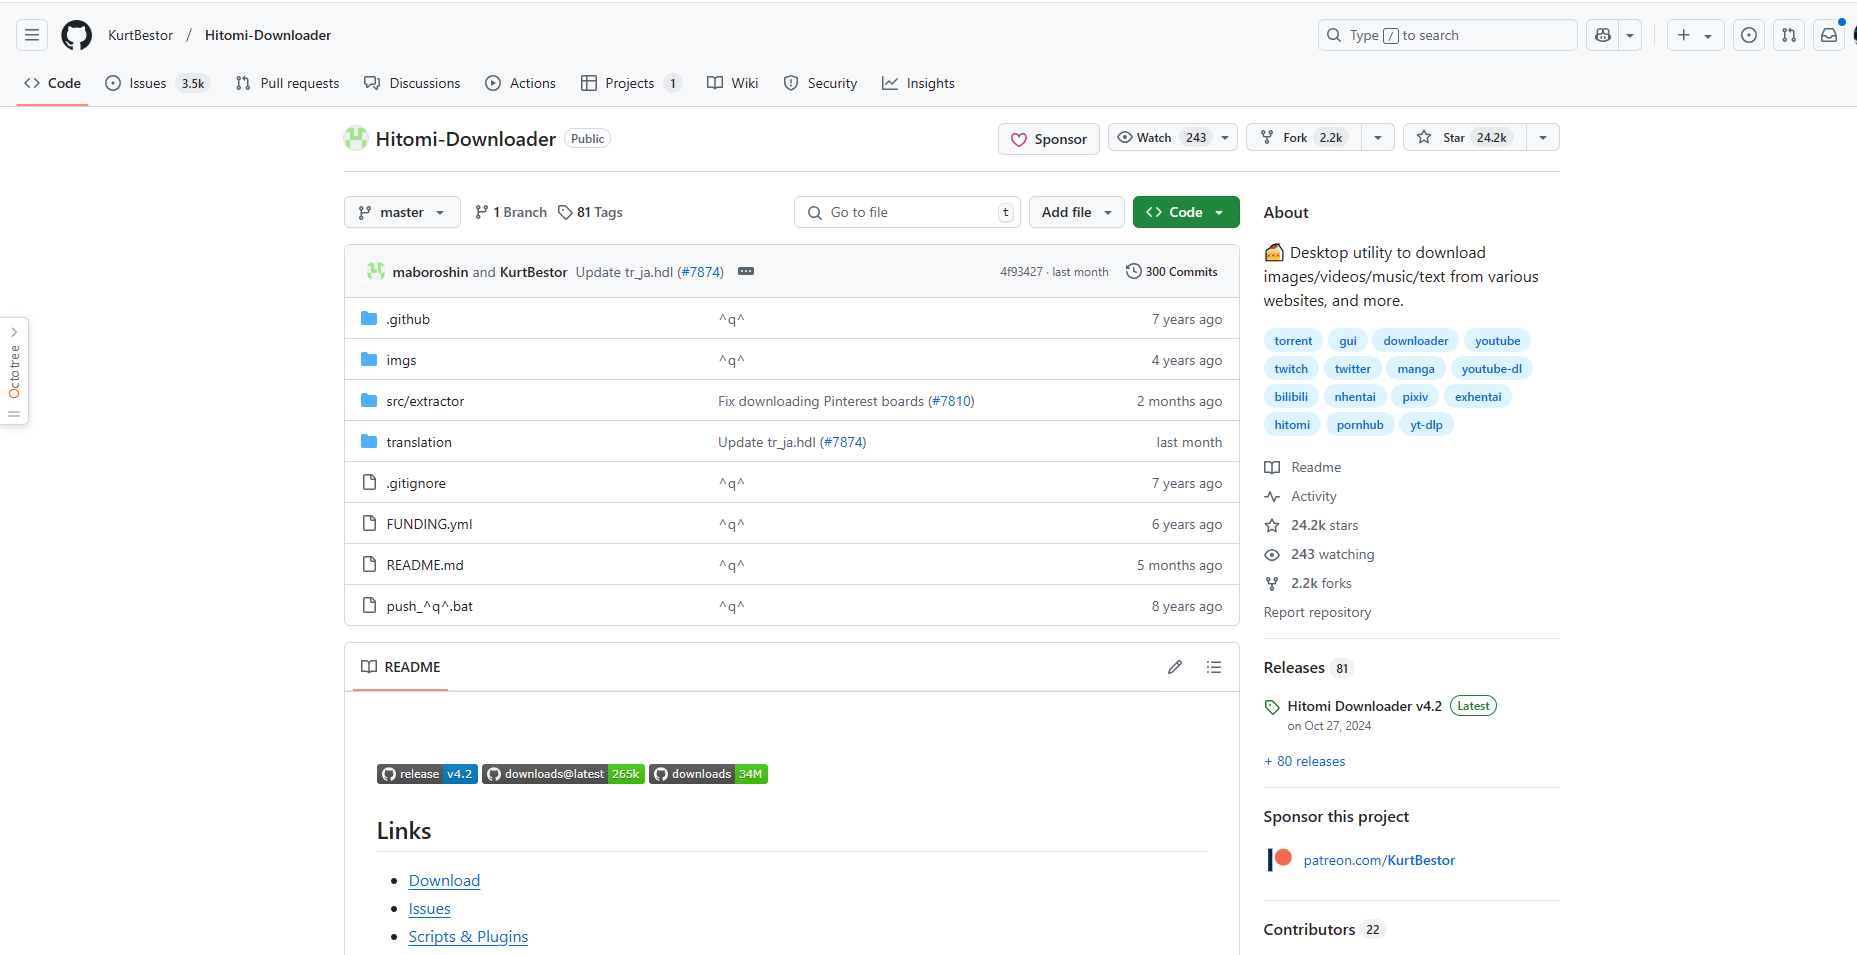 KurtBestor / Hitomi-Downloader
Type / to search
Code
Issues 3.5k
Pull requests
Discussions
Actions
Projects 1
Wiki
Security
Insights
Hitomi-Downloader Public
Sponsor
Watch 243
Fork 2.2k
Star 24.2k
master
1 Branch
81 Tags
Go to file t
Add file
Code
maboroshin and KurtBestor Update tr_ja.hdl (#7874)
4f93427 · last month
300 Commits
.github ^q^ 7 years ago
imgs ^q^ 4 years ago
src/extractor Fix downloading Pinterest boards (#7810) 2 months ago
translation Update tr_ja.hdl (#7874) last month
.gitignore ^q^ 7 years ago
FUNDING.yml ^q^ 6 years ago
README.md ^q^ 5 months ago
push_^q^.bat ^q^ 8 years ago
README
release v4.2
downloads@latest 265k
downloads 34M
Links
Download
Issues
Scripts & Plugins
About
🍰 Desktop utility to download
images/videos/music/text from various
websites, and more.
torrent gui downloader youtube
twitch twitter manga youtube-dl
bilibili nhentai pixiv exhentai
hitomi pornhub yt-dlp
Readme
Activity
24.2k stars
243 watching
2.2k forks
Report repository
Releases 81
Hitomi Downloader v4.2 Latest
on Oct 27, 2024
+ 80 releases
Sponsor this project
patreon.com/KurtBestor
Contributors 22
Octotree